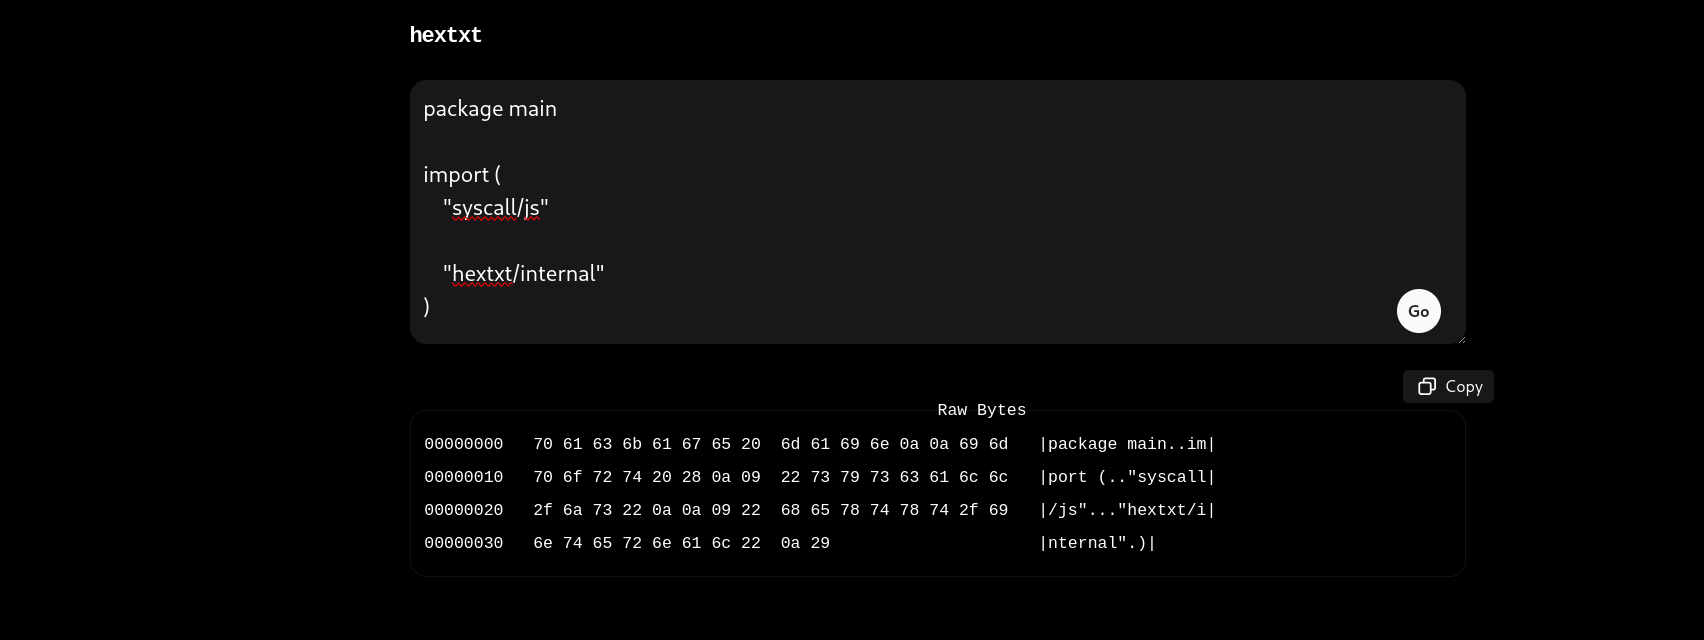 hextxt
package main
import (
"syscall/js"
"hextxt/internal"
)
Go
Copy
Raw Bytes
00000000   70 61 63 6b 61 67 65 20  6d 61 69 6e 0a 0a 69 6d   |package main..im|
00000010   70 6f 72 74 20 28 0a 09  22 73 79 73 63 61 6c 6c   |port (.."syscall|
00000020   2f 6a 73 22 0a 0a 09 22  68 65 78 74 78 74 2f 69   |/js"..."hextxt/i|
00000030   6e 74 65 72 6e 61 6c 22  0a 29                     |nternal".)|